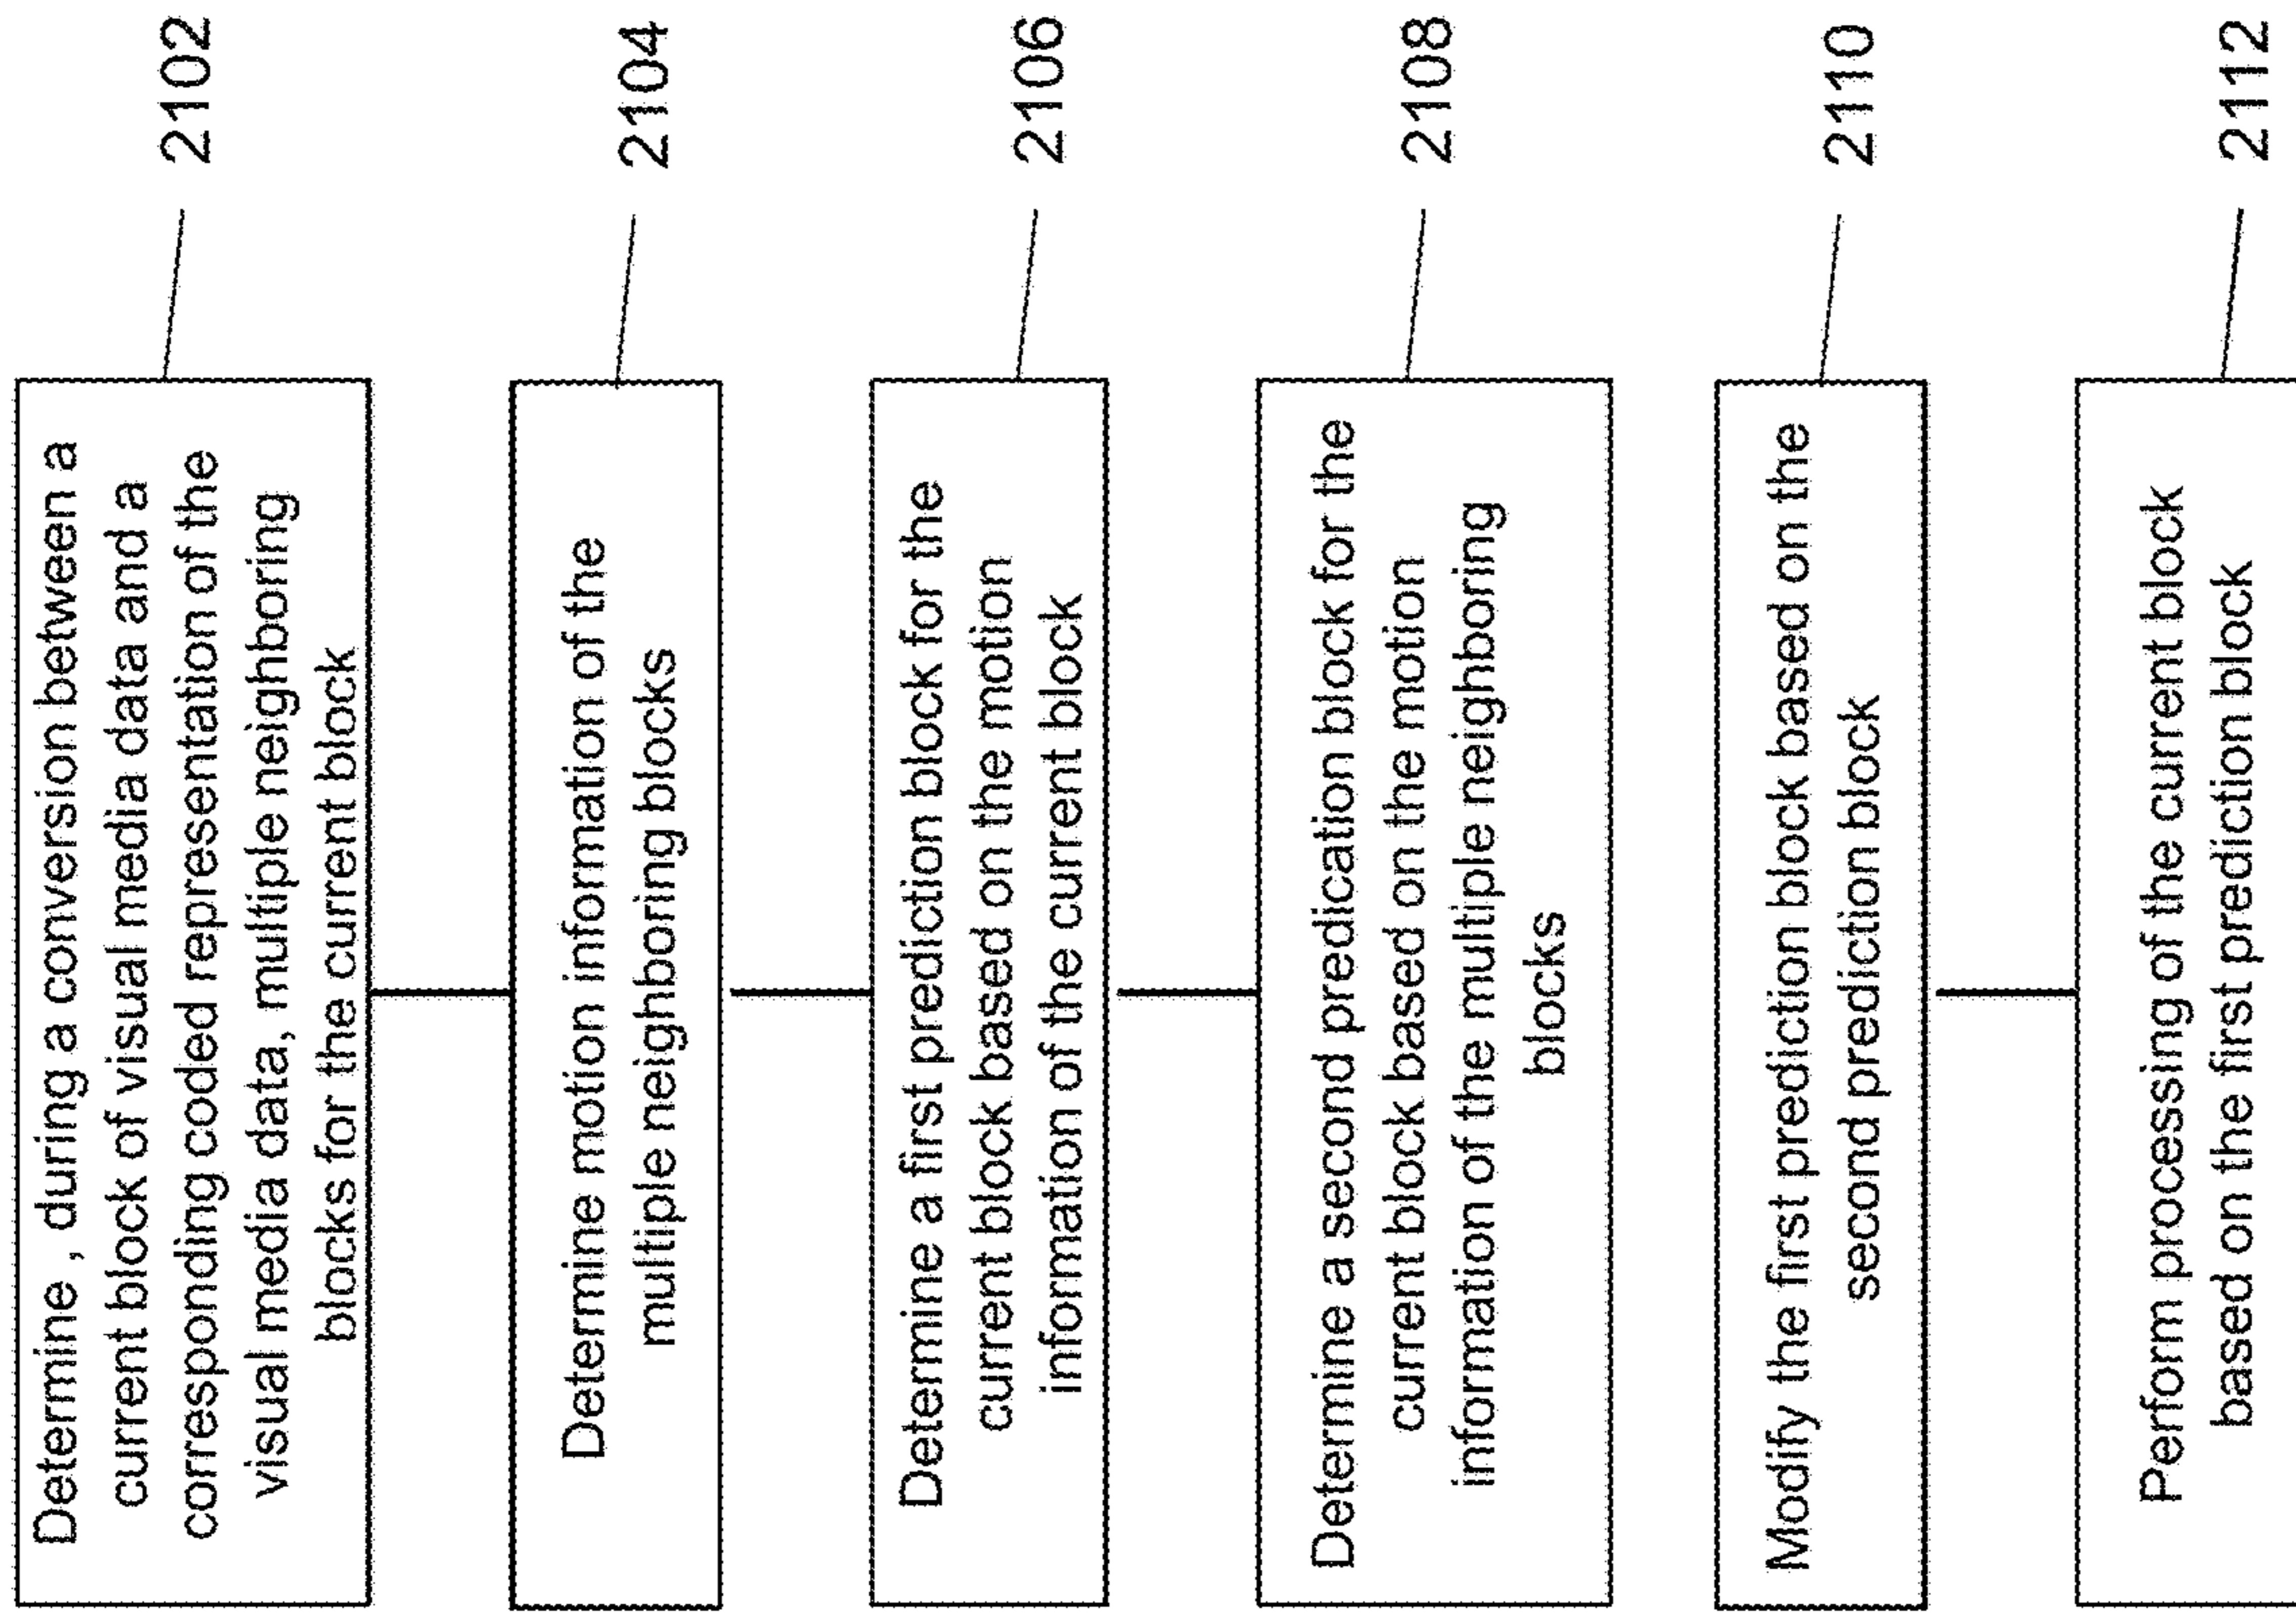 Determine , during a conversion between a
current block of visual media data and a
corresponding coded representation of the
visual media data, multiple neighboring
blocks for the current block
2102
Determine motion information of the
multiple neighboring blocks
2104
Determine a first prediction block for the
current block based on the motion
information of the current block
2106
Determine a second predication block for the
current block based on the motion
information of the multiple neighboring
blocks
2108
Modify the first prediction block based on the
second prediction block
2110
Perform processing of the current block
based on the first prediction block
2112